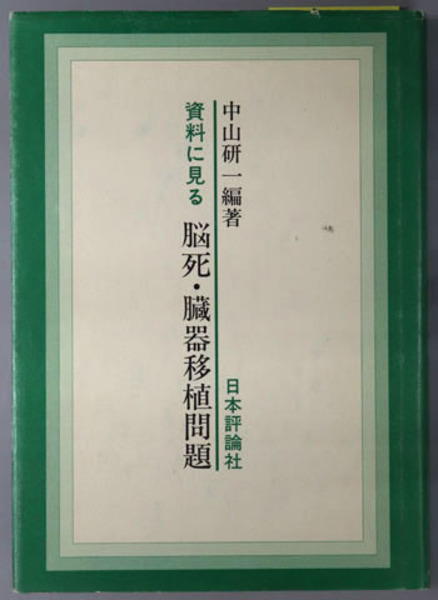 中山研一編著
資料に見る 脳死・臓器移植問題
日本評論社